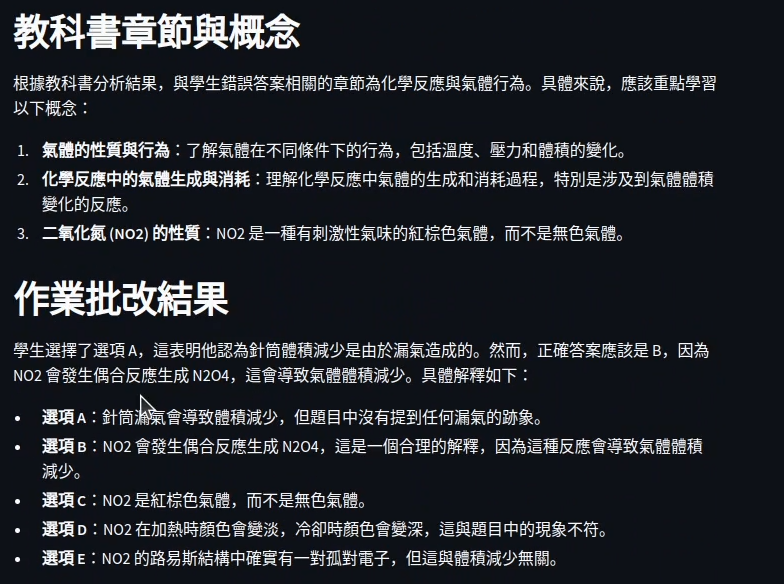 教科書章節與概念
根據教科書分析結果，與學生錯誤答案相關的章節為化學反應與氣體行為。具體來說，應該重點學習
以下概念：
1. 氣體的性質與行為：了解氣體在不同條件下的行為，包括溫度、壓力和體積的變化。
2. 化學反應中的氣體生成與消耗：理解化學反應中氣體的生成和消耗過程，特別是涉及到氣體體積
變化的反應。
3. 二氧化氮 (NO2) 的性質：NO2 是一種有刺激性氣味的紅棕色氣體，而不是無色氣體。
作業批改結果
學生選擇了選項 A，這表明他認為針筒體積減少是由於漏氣造成的。然而，正確答案應該是 B，因為
NO2 會發生偶合反應生成 N2O4，這會導致氣體體積減少。具體解釋如下：
• 選項 A：針筒漏氣會導致體積減少，但題目中沒有提到任何漏氣的跡象。
• 選項 B：NO2 會發生偶合反應生成 N2O4，這是一個合理的解釋，因為這種反應會導致氣體體積
減少。
• 選項 C：NO2 是紅棕色氣體，而不是無色氣體。
• 選項 D：NO2 在加熱時顏色會變淡，冷卻時顏色會變深，這與題目中的現象不符。
• 選項 E：NO2 的路易斯結構中確實有一對孤對電子，但這與體積減少無關。